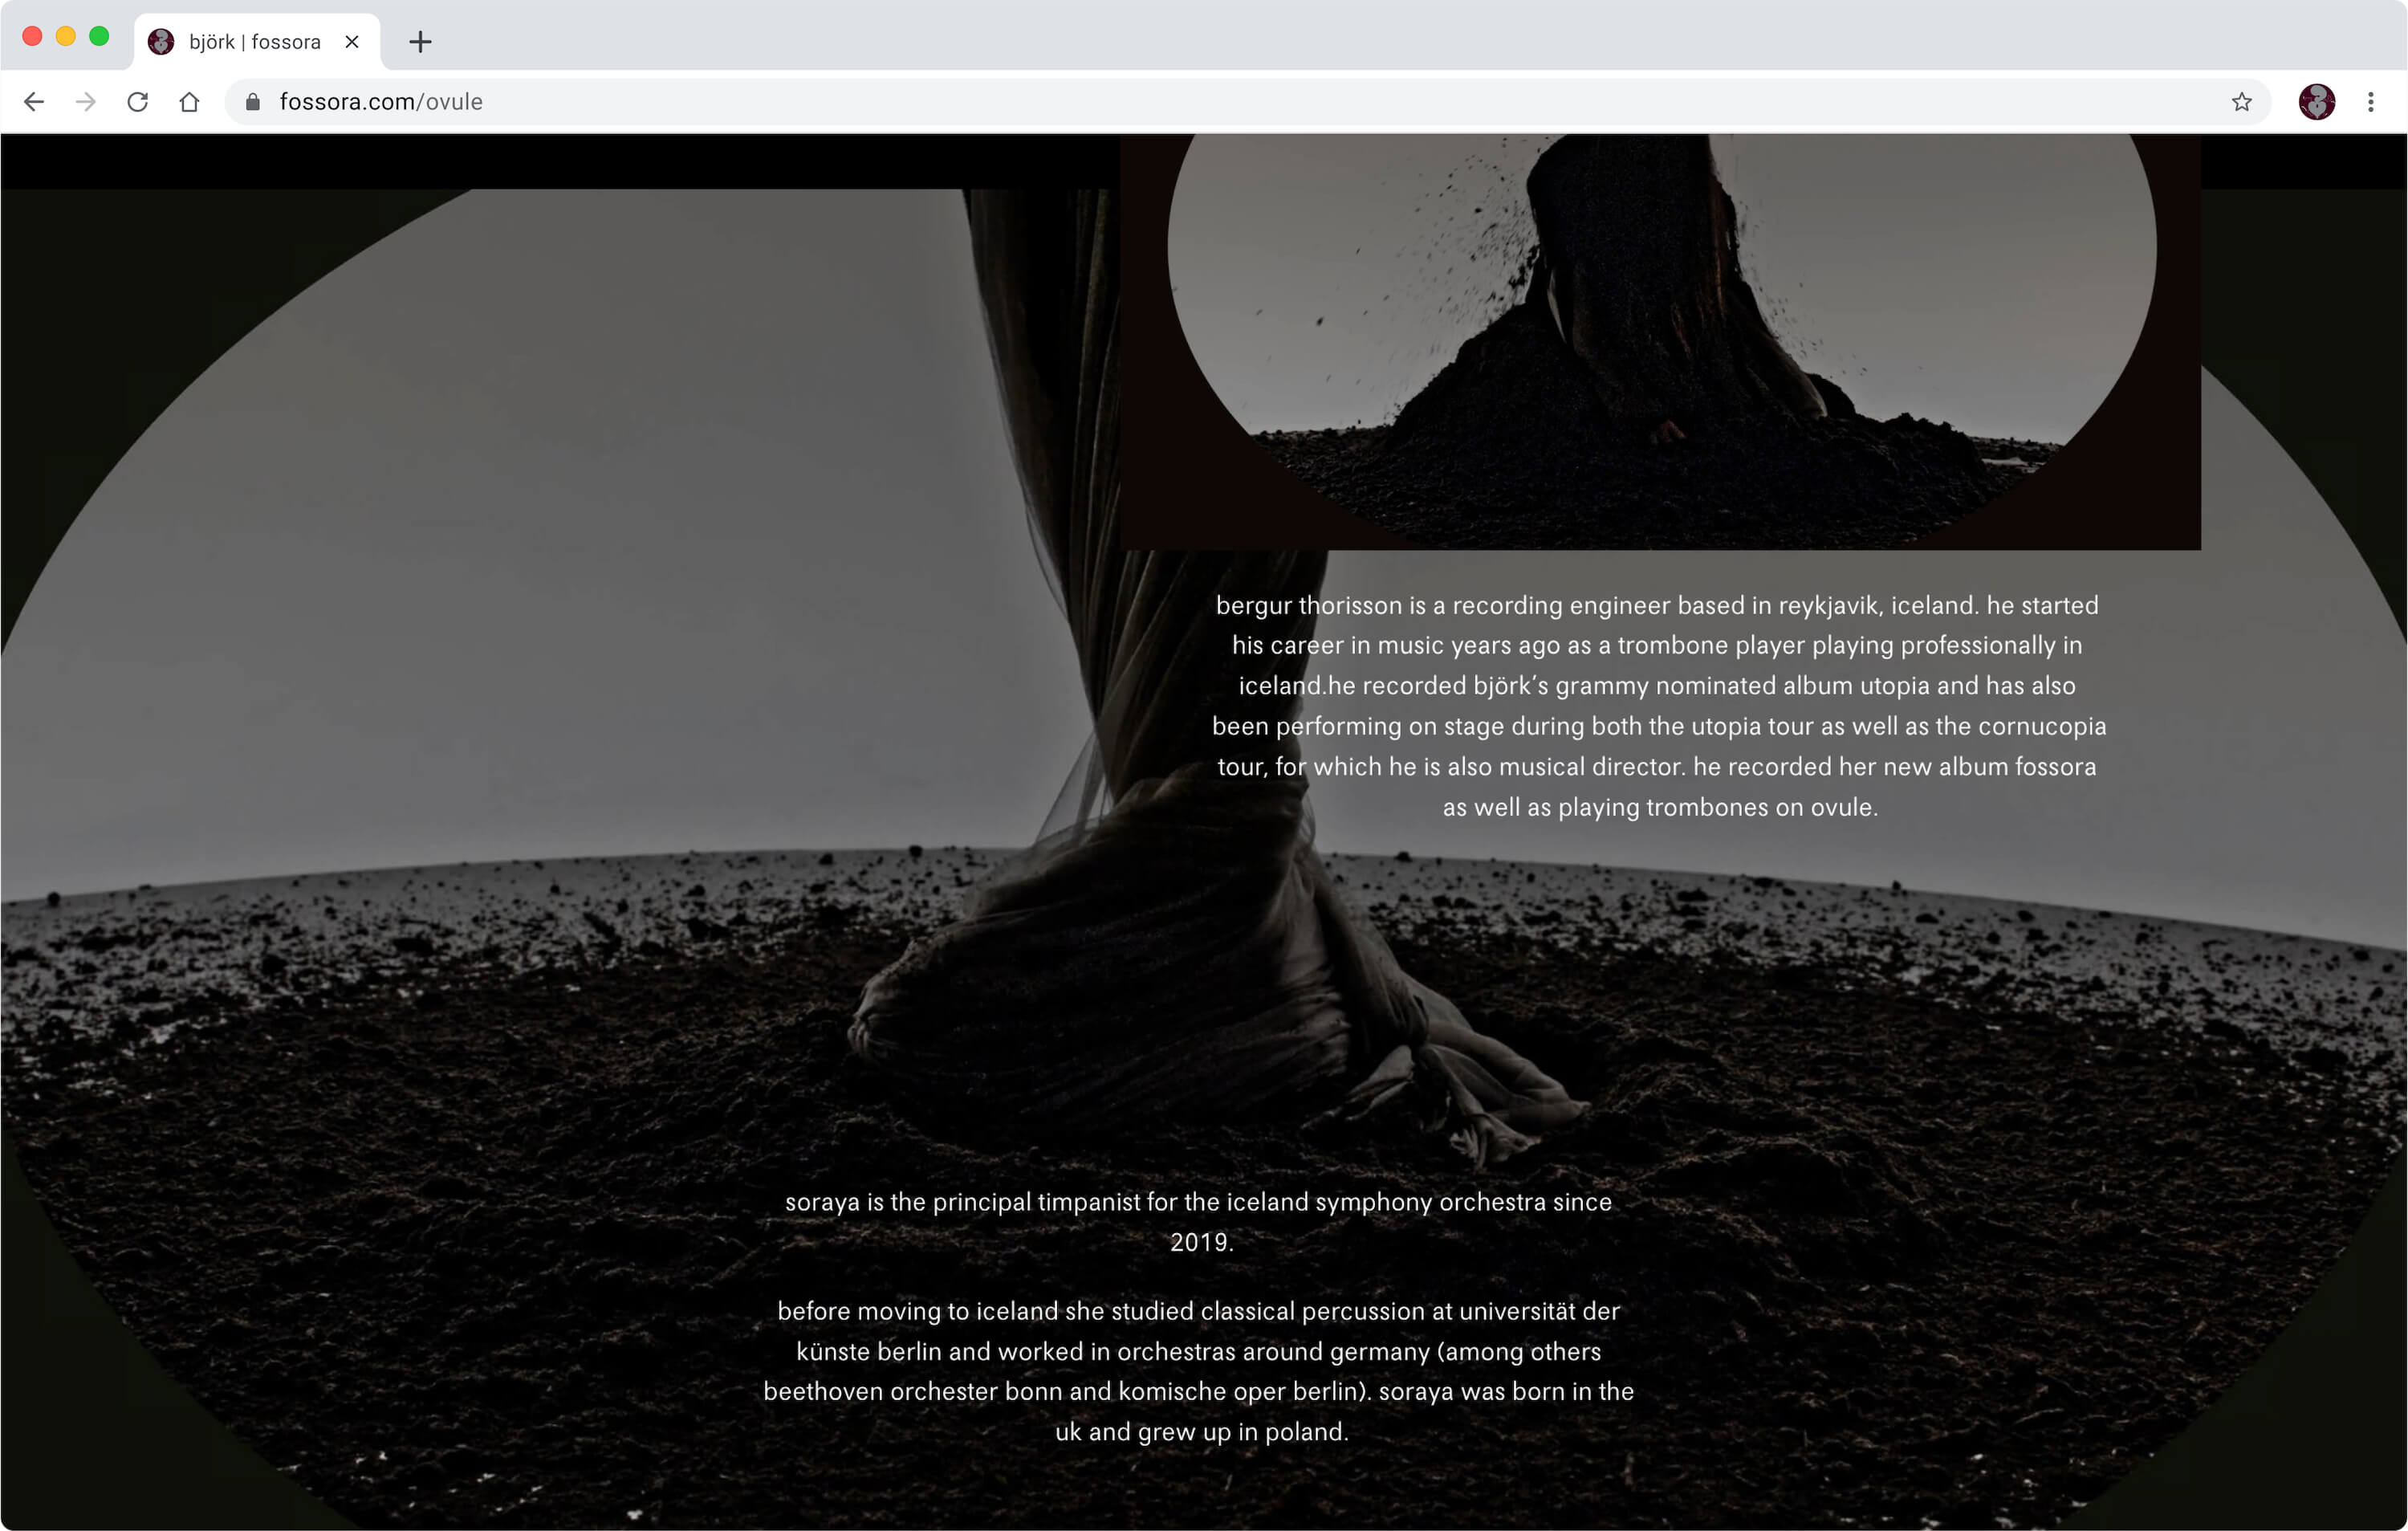 björk | fossora
fossora.com/ovule
bergur thorisson is a recording engineer based in reykjavik, iceland. he started
his career in music years ago as a trombone player playing professionally in
iceland.he recorded björk’s grammy nominated album utopia and has also
been performing on stage during both the utopia tour as well as the cornucopia
tour, for which he is also musical director. he recorded her new album fossora
as well as playing trombones on ovule.
soraya is the principal timpanist for the iceland symphony orchestra since
2019.
before moving to iceland she studied classical percussion at universität der
künste berlin and worked in orchestras around germany (among others
beethoven orchester bonn and komische oper berlin). soraya was born in the
uk and grew up in poland.